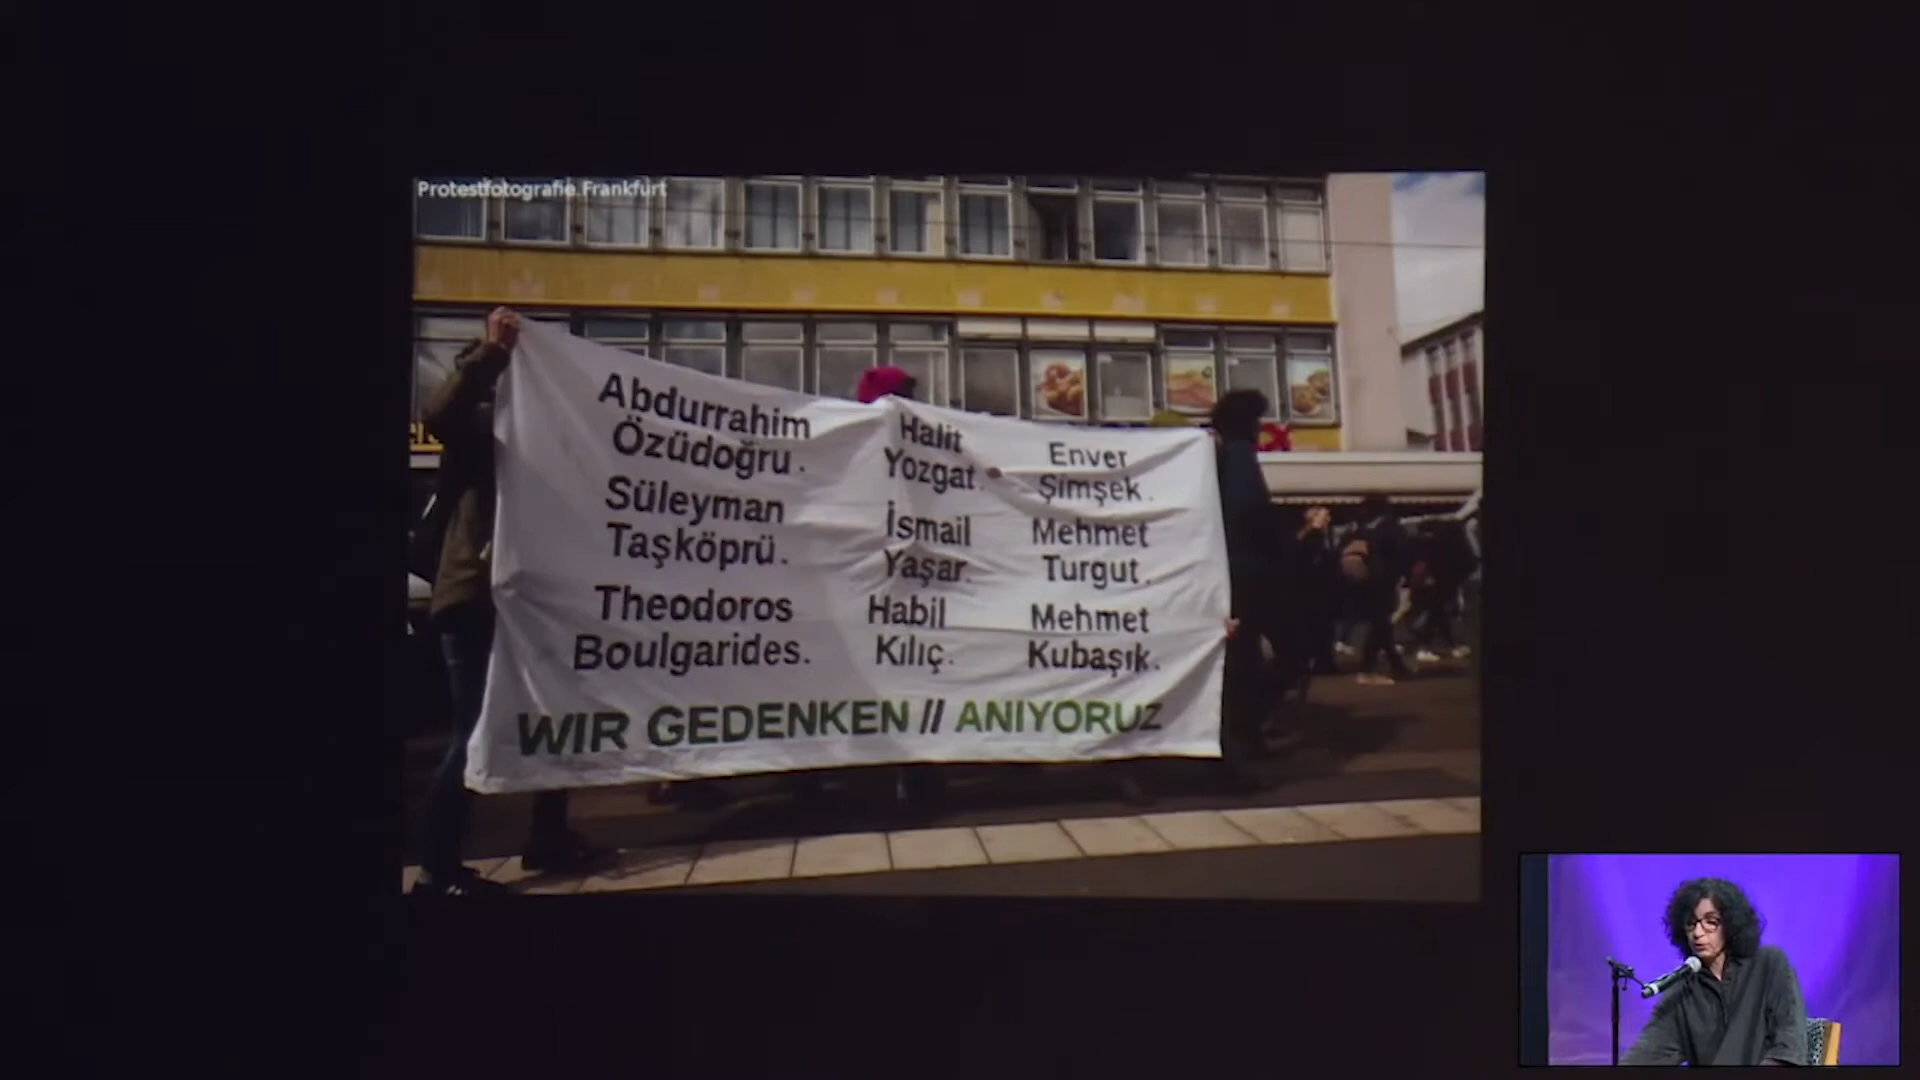 Protestfotografie.Frankfurt
Abdurrahim
Özüdoğru.
Süleyman
Taşköprü.
Theodoros
Boulgarides.
Halit
Yozgat.
İsmail
Yaşar.
Habil
Kılıç.
Enver
Şimşek.
Mehmet
Turgut.
Mehmet
Kubaşık.
WIR GEDENKEN // ANIYORUZ